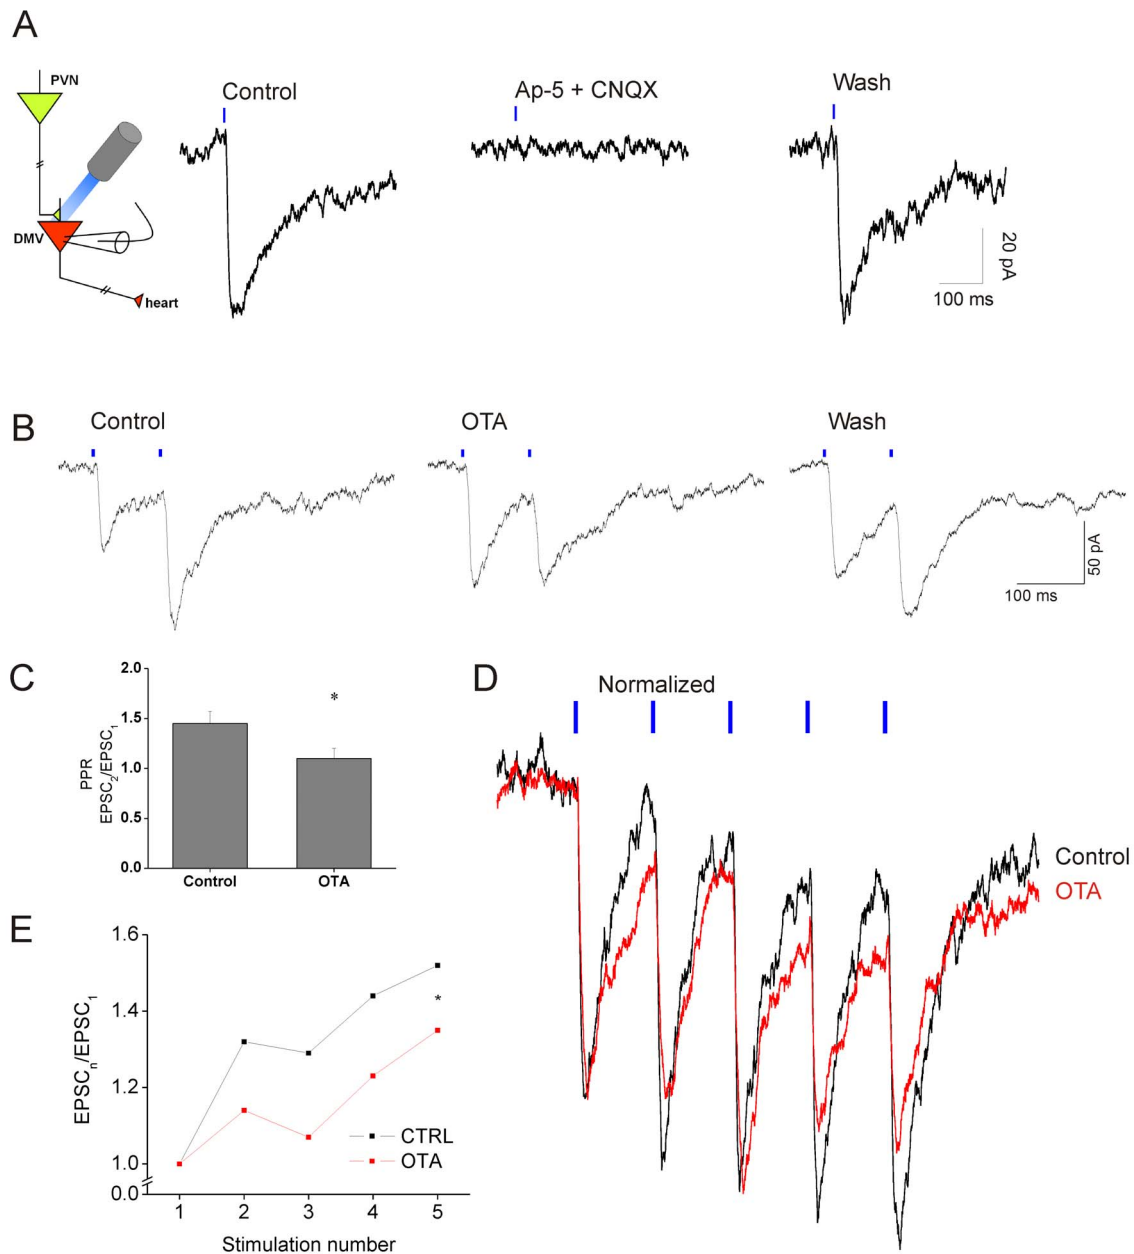 A
PVN
DMV
heart
Control
Ap-5 + CNQX
Wash
20 pA
100 ms
B
Control
OTA
Wash
50 pA
100 ms
C
2.0
1.5
1.0
0.5
0.0
PPR
EPSC₂/EPSC₁
*
Control
OTA
D
Normalized
Control
OTA
E
1.6
1.4
1.2
1.0
0.0
EPSCₙ/EPSC₁
*
CTRL
OTA
1 2 3 4 5
Stimulation number